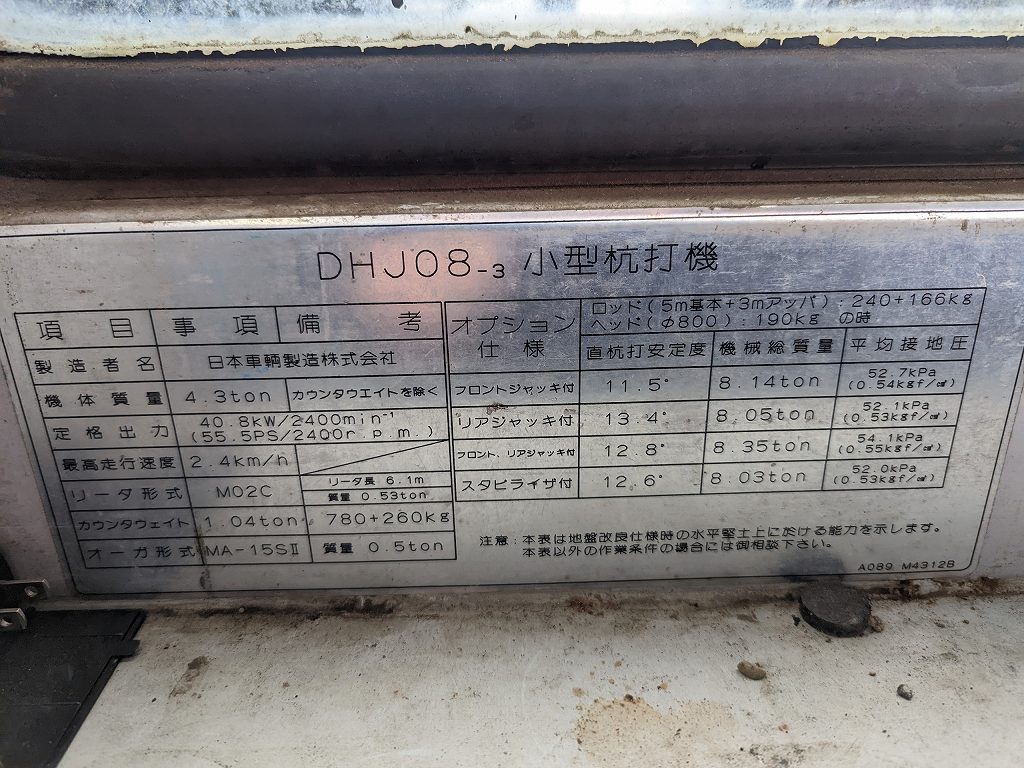 DHJ08-3 小型杭打機
項目 事項 備考
製造者名 日本車輌製造株式会社
機体質量 4.3ton カウンタウエイトを除く
定格出力 40.8kW/2400min⁻¹
(55.5PS/2400r.p.m.)
最高走行速度 2.4km/h
リータ形式 M02C リータ長 6.1m
質量 0.53ton
カウンタウェイト 1.04ton 780+260kg
オーガ形式 MA-15SⅡ 質量 0.5ton
オプション仕様 ロッド(5m基本+3mアッパ):240+166kg
ヘッド(φ800):190kg の時
直杭打安定度 機械総質量 平均接地圧
フロントジャッキ付 11.5° 8.14ton 52.7kPa
(0.54kgf/㎠)
リアジャッキ付 13.4° 8.05ton 52.1kPa
(0.53kgf/㎠)
フロント、リアジャッキ付 12.8° 8.35ton 54.1kPa
(0.55kgf/㎠)
スタビライザ付 12.6° 8.03ton 52.0kPa
(0.53kgf/㎠)
注意:本表は地盤改良仕様時の水平堅土上に於ける能力を示します。
本表以外の作業条件の場合には御相談下さい。
A089 M4312B